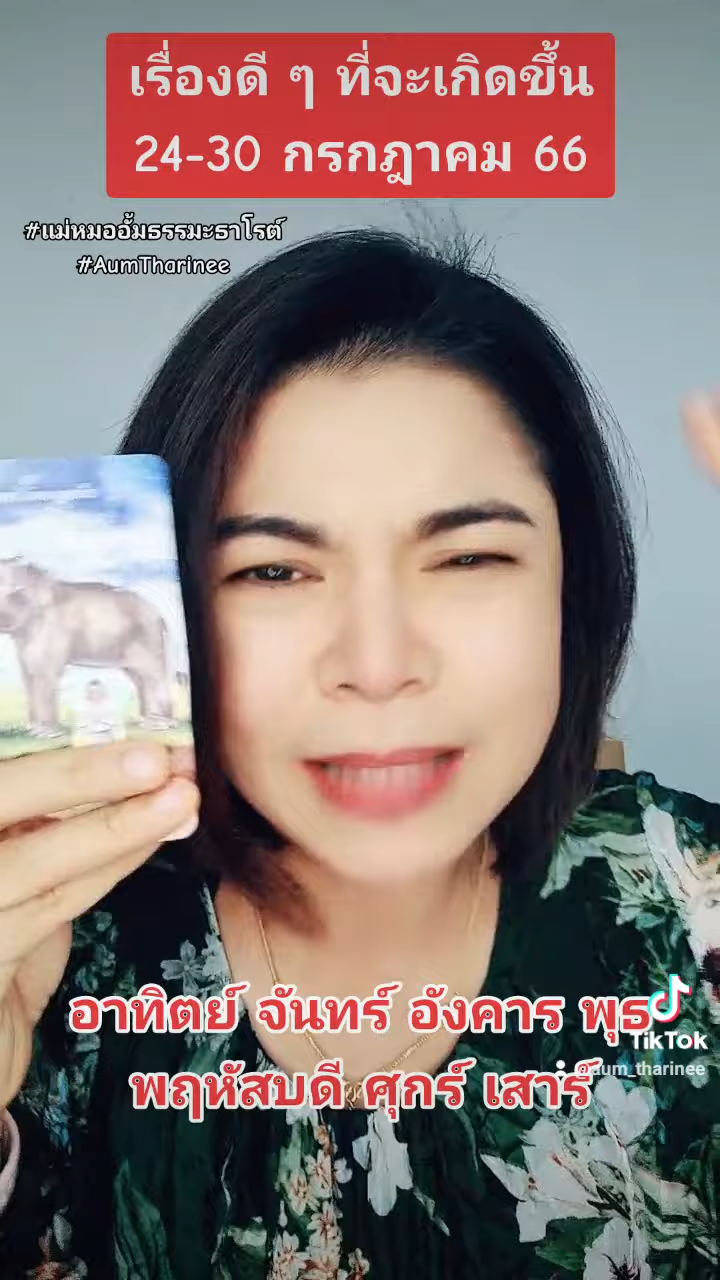 เรื่องดี ๆ ที่จะเกิดขึ้น
24-30 กรกฎาคม 66
#แม่หมออั้มธรรมะธาโรต์
#AumTharinee
อาทิตย์ จันทร์ อังคาร พุธ
พฤหัสบดี ศุกร์ เสาร์
TikTok
@aum_tharinee